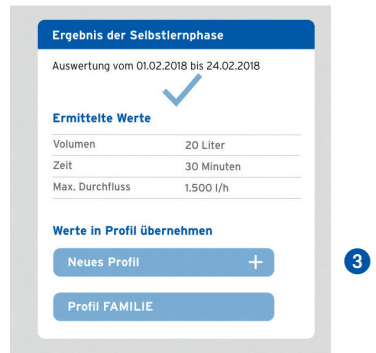 Ergebnis der Selbstlernphase
Auswertung vom 01.02.2018 bis 24.02.2018
Ermittelte Werte
Volumen 20 Liter
Zeit 30 Minuten
Max. Durchfluss 1.500 l/h
Werte in Profil übernehmen
Neues Profil +
3
Profil FAMILIE